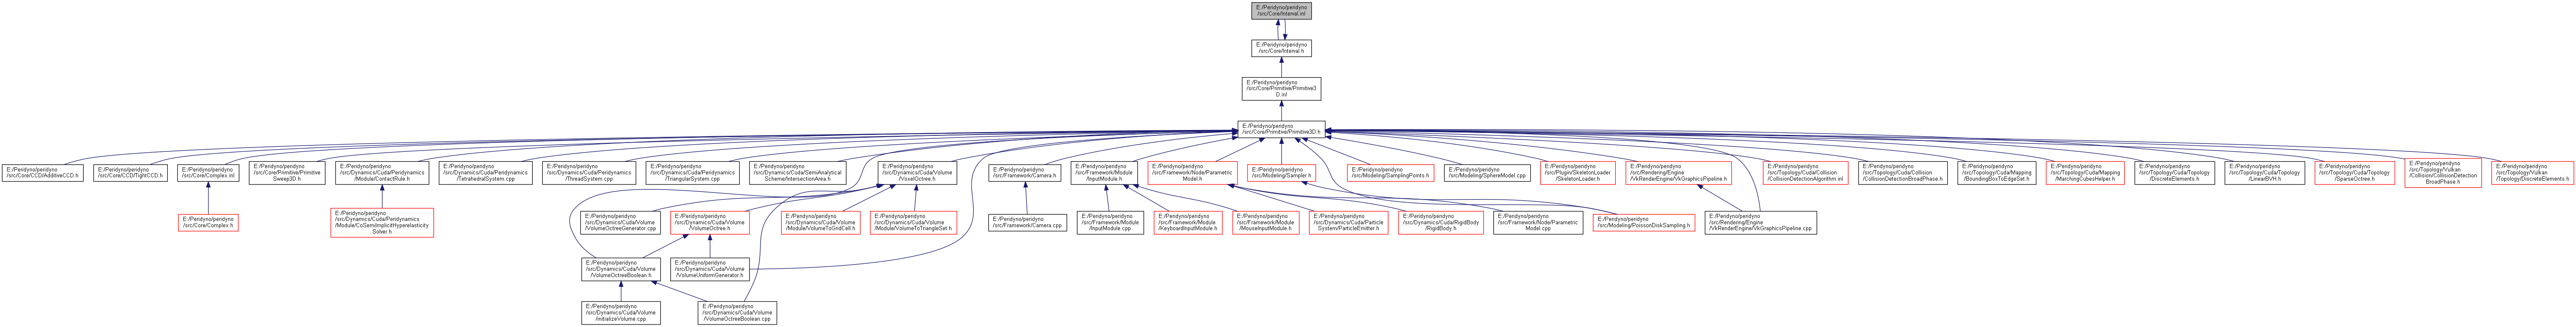 E:/Peridyno/peridyno
/src/Core/Interval.inl
E:/Peridyno/peridyno
/src/Core/Interval.h
E:/Peridyno/peridyno
/src/Core/Primitive/Primitive3
D.inl
E:/Peridyno/peridyno
/src/Core/Primitive/Primitive3D.h
E:/Peridyno/peridyno
/src/Core/CCD/AdditiveCCD.h
E:/Peridyno/peridyno
/src/Core/CCD/TightCCD.h
E:/Peridyno/peridyno
/src/Core/Complex.inl
E:/Peridyno/peridyno
/src/Core/Primitive/Primitive
Sweep3D.h
E:/Peridyno/peridyno
/src/Dynamics/Cuda/Peridynamics
/Module/ContactRule.h
E:/Peridyno/peridyno
/src/Dynamics/Cuda/Peridynamics
/TetrahedralSystem.cpp
E:/Peridyno/peridyno
/src/Dynamics/Cuda/Peridynamics
/ThreadSystem.cpp
E:/Peridyno/peridyno
/src/Dynamics/Cuda/Peridynamics
/TriangularSystem.cpp
E:/Peridyno/peridyno
/src/Dynamics/Cuda/SemiAnalytical
Scheme/IntersectionArea.h
E:/Peridyno/peridyno
/src/Dynamics/Cuda/Volume
/VoxelOctree.h
E:/Peridyno/peridyno
/src/Framework/Camera.h
E:/Peridyno/peridyno
/src/Framework/Module
/InputModule.h
E:/Peridyno/peridyno
/src/Framework/Node/Parametric
Model.h
E:/Peridyno/peridyno
/src/Modeling/Sampler.h
E:/Peridyno/peridyno
/src/Modeling/SamplingPoints.h
E:/Peridyno/peridyno
/src/Modeling/SphereModel.cpp
E:/Peridyno/peridyno
/src/Plugin/SkeletonLoader
/SkeletonLoader.h
E:/Peridyno/peridyno
/src/Rendering/Engine
/VkRenderEngine/VkGraphicsPipeline.h
E:/Peridyno/peridyno
/src/Topology/Cuda/Collision
/CollisionDetectionAlgorithm.inl
E:/Peridyno/peridyno
/src/Topology/Cuda/Collision
/CollisionDetectionBroadPhase.h
E:/Peridyno/peridyno
/src/Topology/Cuda/Mapping
/BoundingBoxToEdgeSet.h
E:/Peridyno/peridyno
/src/Topology/Cuda/Mapping
/MarchingCubesHelper.h
E:/Peridyno/peridyno
/src/Topology/Cuda/Topology
/DiscreteElements.h
E:/Peridyno/peridyno
/src/Topology/Cuda/Topology
/LinearBVH.h
E:/Peridyno/peridyno
/src/Topology/Cuda/Topology
/SparseOctree.h
E:/Peridyno/peridyno
/src/Topology/Vulkan
/Collision/CollisionDetection
BroadPhase.h
E:/Peridyno/peridyno
/src/Topology/Vulkan
/Topology/DiscreteElements.h
E:/Peridyno/peridyno
/src/Core/Complex.h
E:/Peridyno/peridyno
/src/Dynamics/Cuda/Peridynamics
/Module/CoSemiImplicitHyperelasticity
Solver.h
E:/Peridyno/peridyno
/src/Dynamics/Cuda/Volume
/VolumeOctreeGenerator.cpp
E:/Peridyno/peridyno
/src/Dynamics/Cuda/Volume
/VolumeOctree.h
E:/Peridyno/peridyno
/src/Dynamics/Cuda/Volume
/Module/VolumeToGridCell.h
E:/Peridyno/peridyno
/src/Dynamics/Cuda/Volume
/Module/VolumeToTriangleSet.h
E:/Peridyno/peridyno
/src/Framework/Camera.cpp
E:/Peridyno/peridyno
/src/Framework/Module
/InputModule.cpp
E:/Peridyno/peridyno
/src/Framework/Module
/KeyboardInputModule.h
E:/Peridyno/peridyno
/src/Framework/Module
/MouseInputModule.h
E:/Peridyno/peridyno
/src/Dynamics/Cuda/Particle
System/ParticleEmitter.h
E:/Peridyno/peridyno
/src/Dynamics/Cuda/RigidBody
/RigidBody.h
E:/Peridyno/peridyno
/src/Framework/Node/Parametric
Model.cpp
E:/Peridyno/peridyno
/src/Modeling/PoissonDiskSampling.h
E:/Peridyno/peridyno
/src/Rendering/Engine
/VkRenderEngine/VkGraphicsPipeline.cpp
E:/Peridyno/peridyno
/src/Dynamics/Cuda/Volume
/VolumeOctreeBoolean.h
E:/Peridyno/peridyno
/src/Dynamics/Cuda/Volume
/VolumeUniformGenerator.h
E:/Peridyno/peridyno
/src/Dynamics/Cuda/Volume
/initializeVolume.cpp
E:/Peridyno/peridyno
/src/Dynamics/Cuda/Volume
/VolumeOctreeBoolean.cpp